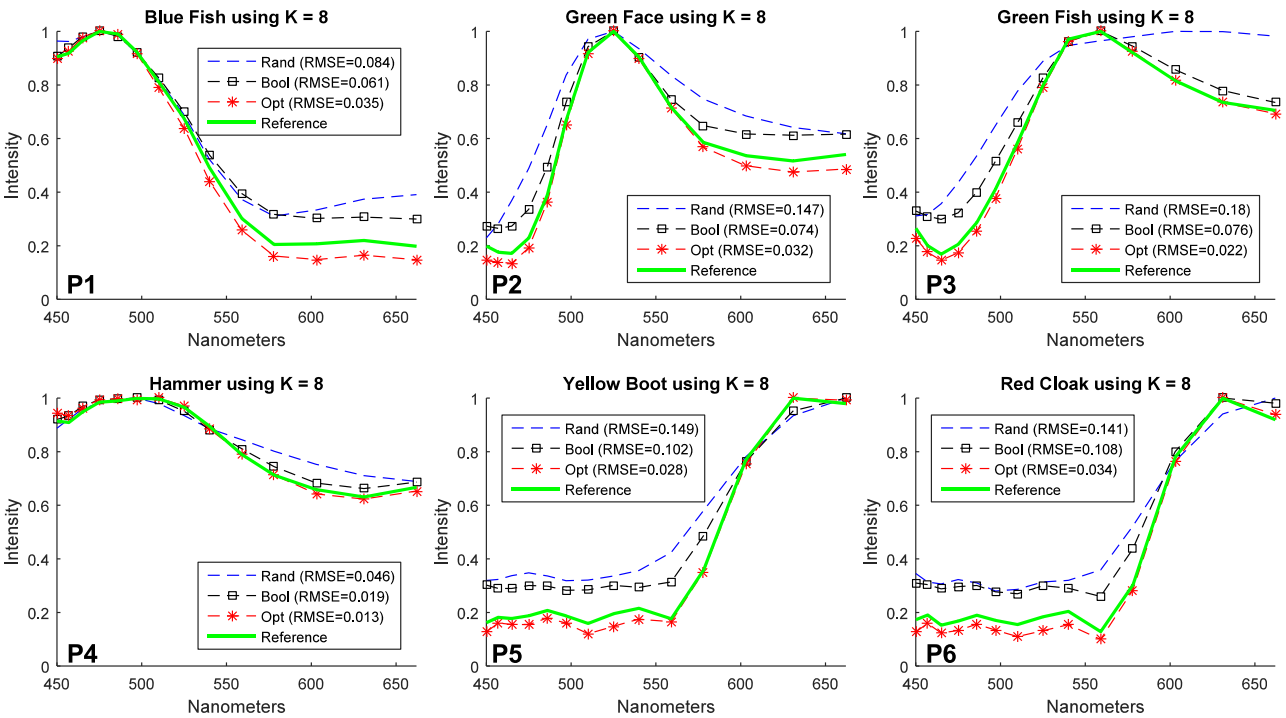 Blue Fish using K = 8
1
0.8
0.6
0.4
0.2
0
Intensity
450
500
550
600
650
Nanometers
Rand (RMSE=0.084)
Bool (RMSE=0.061)
Opt (RMSE=0.035)
Reference
P1
Green Face using K = 8
1
0.8
0.6
0.4
0.2
0
Intensity
450
500
550
600
650
Nanometers
Rand (RMSE=0.147)
Bool (RMSE=0.074)
Opt (RMSE=0.032)
Reference
P2
Green Fish using K = 8
1
0.8
0.6
0.4
0.2
0
Intensity
450
500
550
600
650
Nanometers
Rand (RMSE=0.18)
Bool (RMSE=0.076)
Opt (RMSE=0.022)
Reference
P3
Hammer using K = 8
1
0.8
0.6
0.4
0.2
0
Intensity
450
500
550
600
650
Nanometers
Rand (RMSE=0.046)
Bool (RMSE=0.019)
Opt (RMSE=0.013)
Reference
P4
Yellow Boot using K = 8
1
0.8
0.6
0.4
0.2
0
Intensity
450
500
550
600
650
Nanometers
Rand (RMSE=0.149)
Bool (RMSE=0.102)
Opt (RMSE=0.028)
Reference
P5
Red Cloak using K = 8
1
0.8
0.6
0.4
0.2
0
Intensity
450
500
550
600
650
Nanometers
Rand (RMSE=0.141)
Bool (RMSE=0.108)
Opt (RMSE=0.034)
Reference
P6